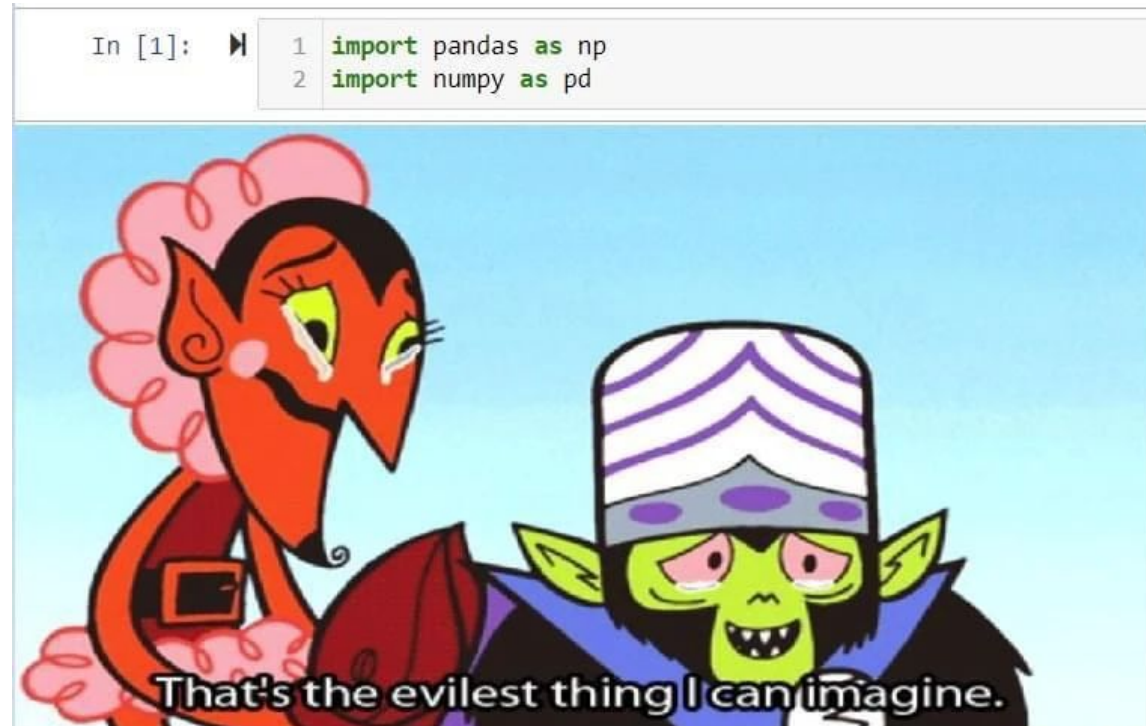 In [1]:
1 import pandas as np
2 import numpy as pd
That's the evilest thing I can imagine.